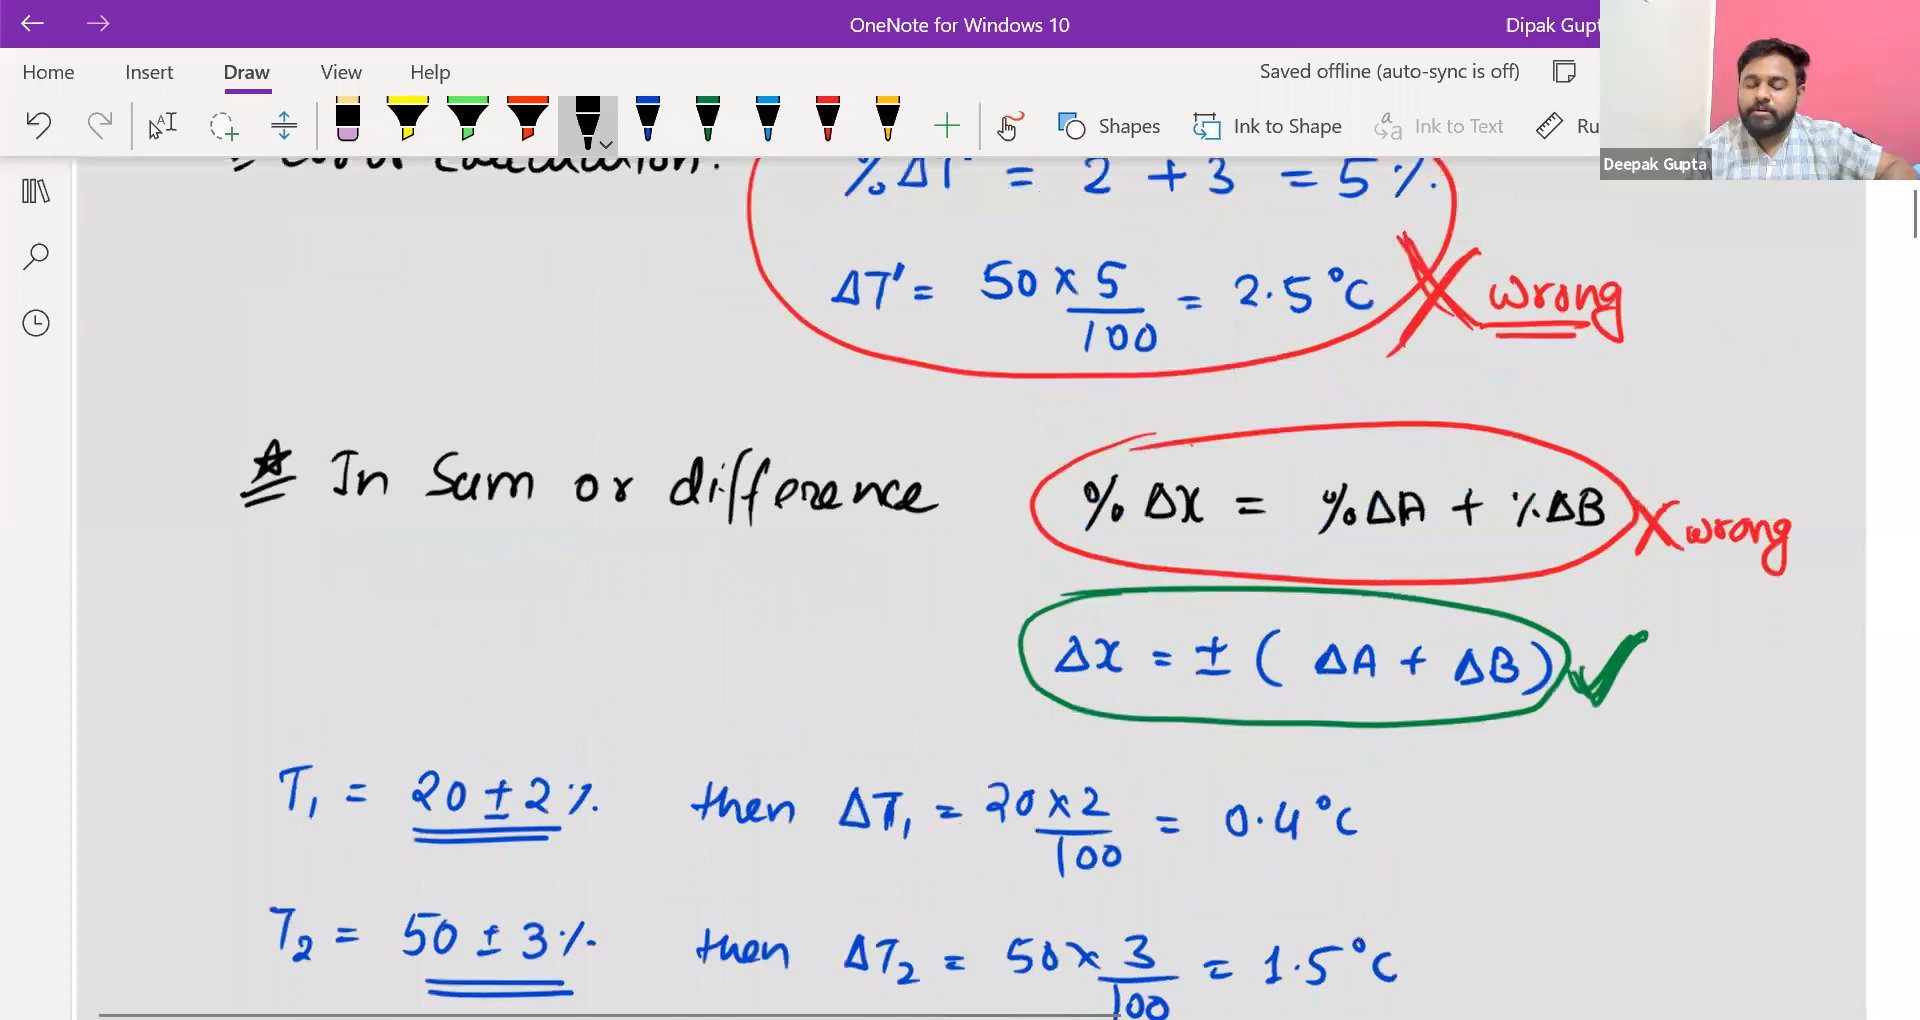 OneNote for Windows 10
Dipak Gupt
Home Insert Draw View Help
Saved offline (auto-sync is off)
Shapes Ink to Shape Ink to Text Ru
Deepak Gupta
% ΔT = 2 + 3 = 5 %.
ΔT' = 50 × 5/100 = 2.5 °C wrong
In Sum or difference
% Δx = % ΔA + % ΔB wrong
Δx = ± ( ΔA + ΔB )
T₁ = 20 ± 2 %. then ΔT₁ = 20 × 2/100 = 0.4 °C
T₂ = 50 ± 3 % then ΔT₂ = 50 × 3/100 = 1.5 °C